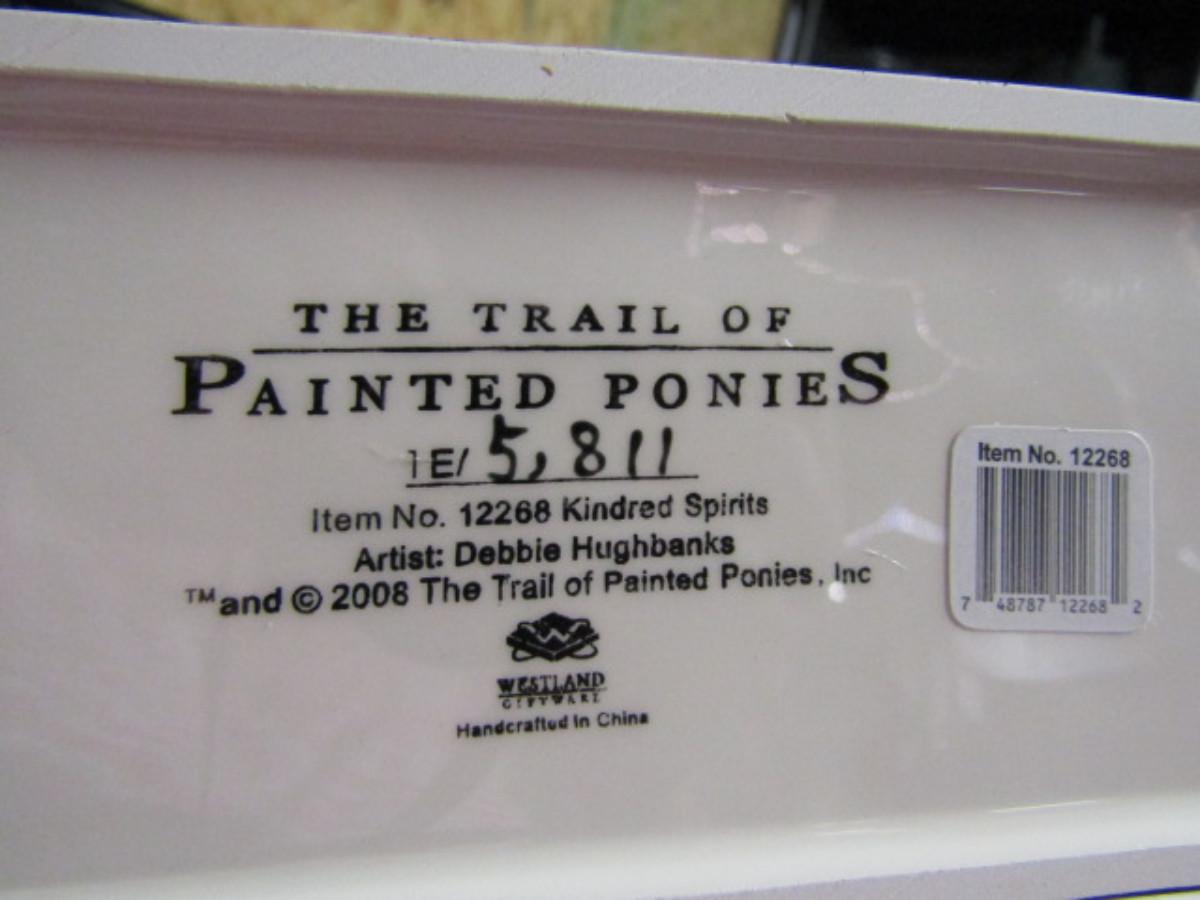 THE TRAIL OF
PAINTED PONIES
1E/ 5,811
Item No. 12268 Kindred Spirits
Artist: Debbie Hughbanks
™ and © 2008 The Trail of Painted Ponies, Inc
W
WESTLAND
GIFTWARE
Handcrafted in China
Item No. 12268
7 48787 12268 2